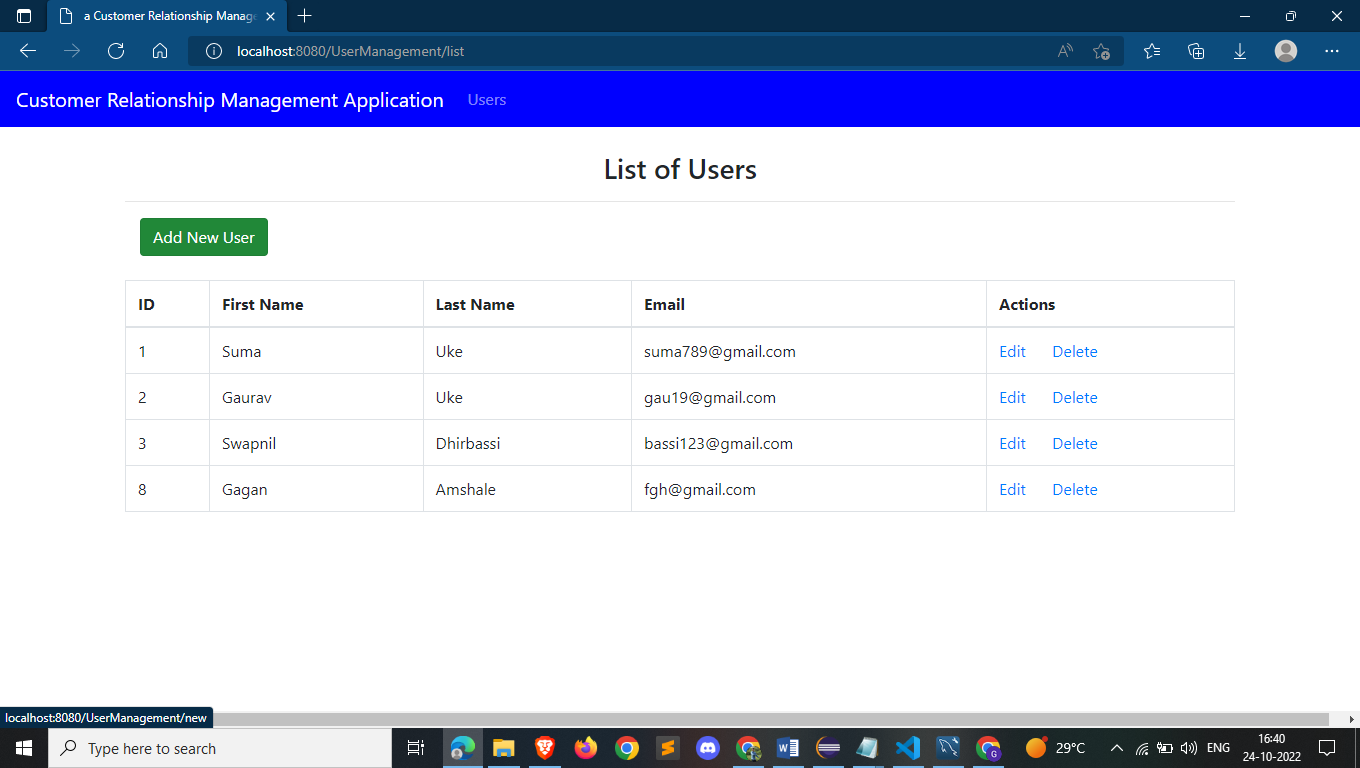 a Customer Relationship Manage
localhost:8080/UserManagement/list
Customer Relationship Management Application Users
List of Users
Add New User
ID First Name Last Name Email Actions
1 Suma Uke suma789@gmail.com Edit Delete
2 Gaurav Uke gau19@gmail.com Edit Delete
3 Swapnil Dhirbassi bassi123@gmail.com Edit Delete
8 Gagan Amshale fgh@gmail.com Edit Delete
localhost:8080/UserManagement/new
Type here to search
29°C
ENG
16:40
24-10-2022